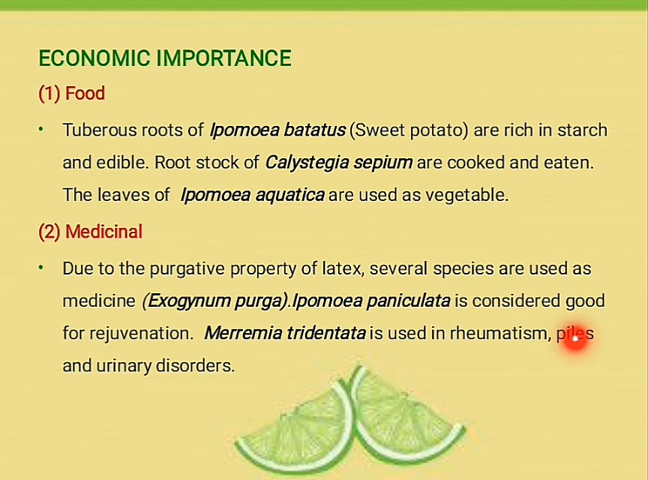 ECONOMIC IMPORTANCE
(1) Food
• Tuberous roots of Ipomoea batatus (Sweet potato) are rich in starch
and edible. Root stock of Calystegia sepium are cooked and eaten.
The leaves of Ipomoea aquatica are used as vegetable.
(2) Medicinal
• Due to the purgative property of latex, several species are used as
medicine (Exogynum purga).Ipomoea paniculata is considered good
for rejuvenation. Merremia tridentata is used in rheumatism, piles
and urinary disorders.